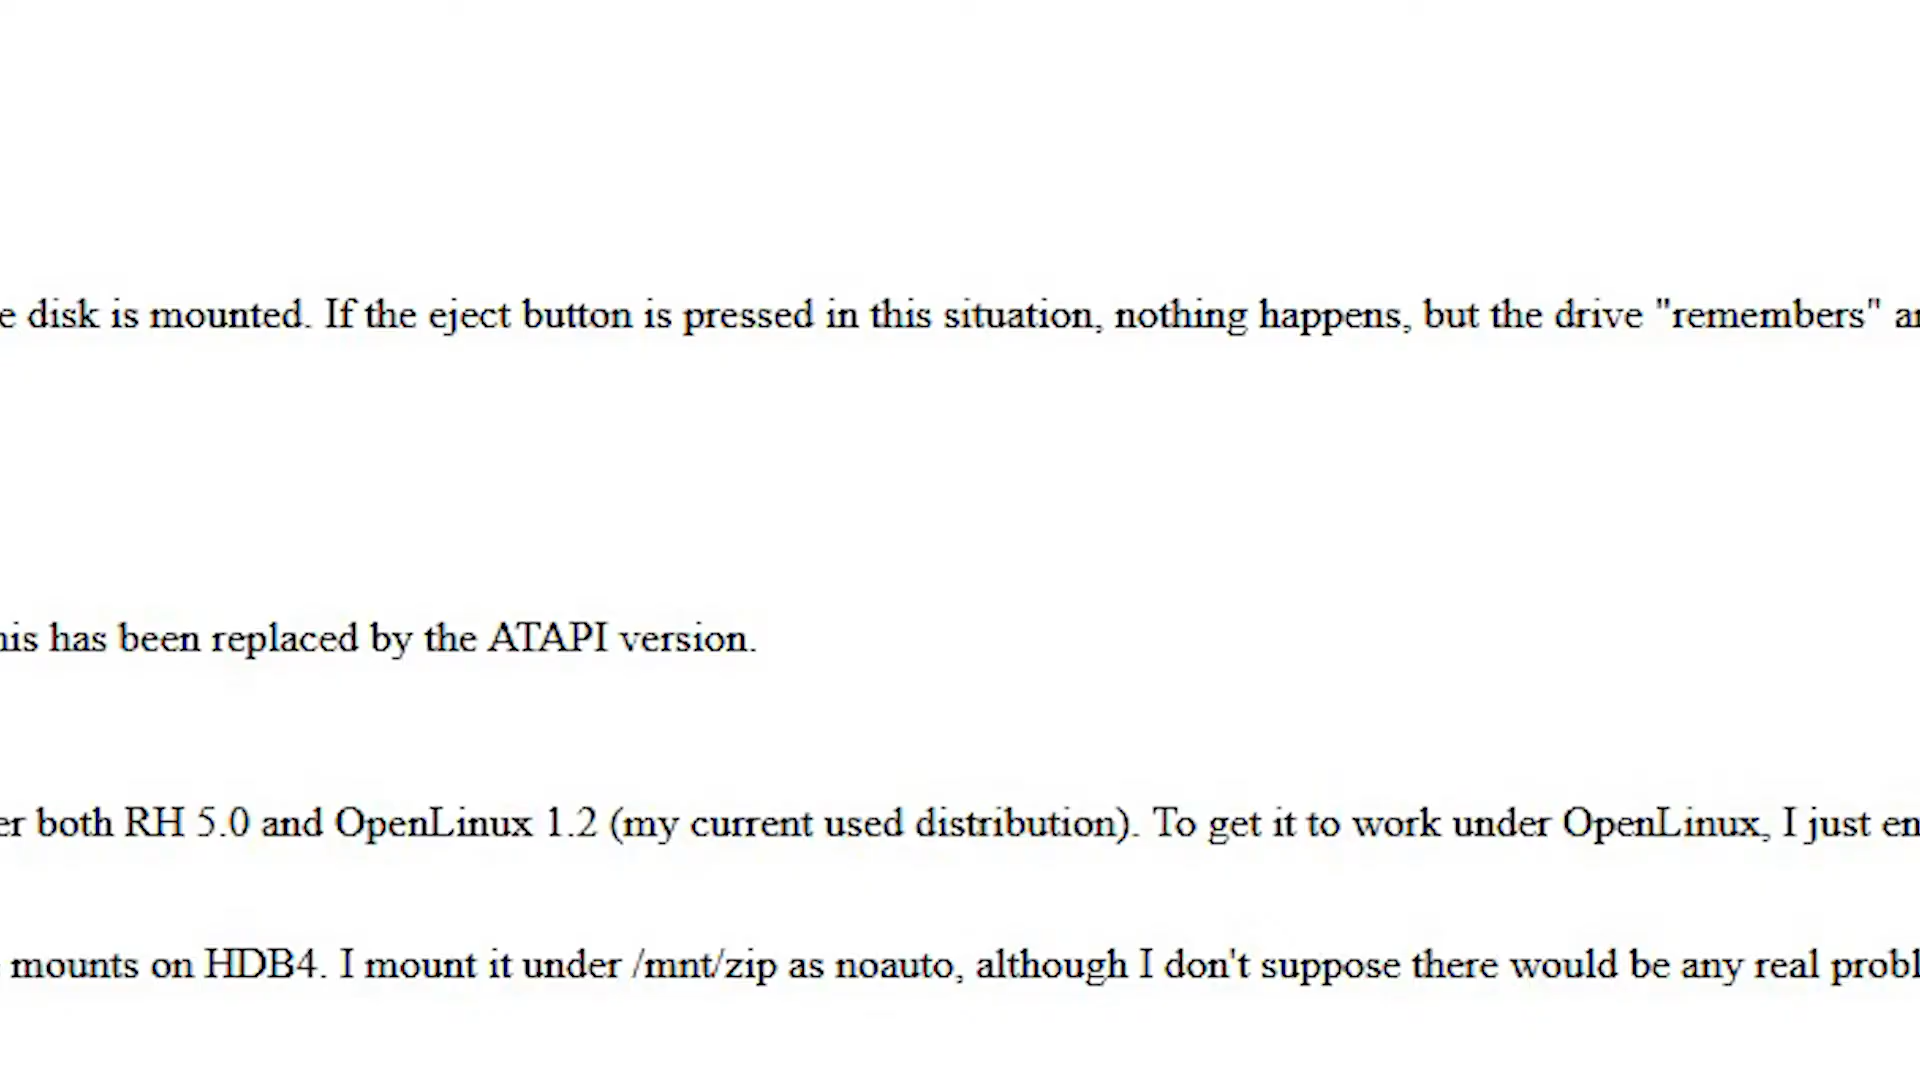 e disk is mounted. If the eject button is pressed in this situation, nothing happens, but the drive "remembers" an
his has been replaced by the ATAPI version.
er both RH 5.0 and OpenLinux 1.2 (my current used distribution). To get it to work under OpenLinux, I just en
mounts on HDB4. I mount it under /mnt/zip as noauto, although I don't suppose there would be any real probl